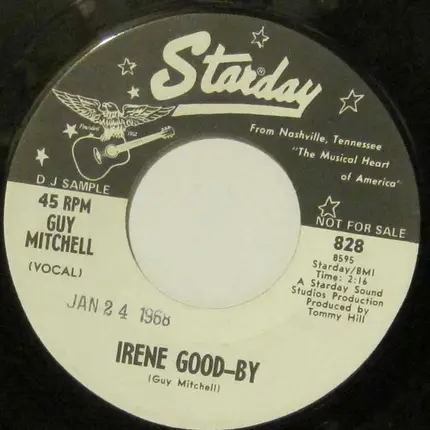 Starday®
From Nashville, Tennessee
"The Musical Heart
of America"
Founded 1952
D J SAMPLE
NOT FOR SALE
45 RPM
GUY
MITCHELL
(VOCAL)
828
8595
Starday/BMI
Time: 2:16
A Starday Sound
Studios Production
Produced by
Tommy Hill
JAN 24 1968
IRENE GOOD-BY
(Guy Mitchell)